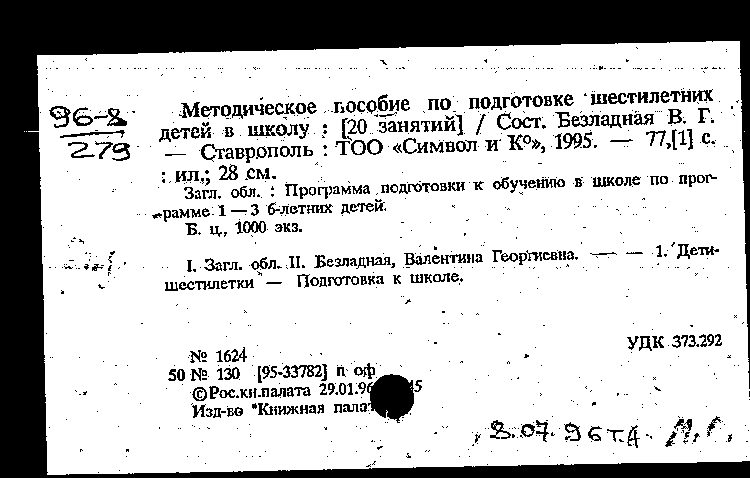 96-8
279
Методическое пособие по подготовке шестилетних
детей в школу : [20 занятий] / Сост. Безладная В. Г.
— Ставрополь : ТОО «Символ и К°», 1995. — 77,[1] с.
: ил.; 28 см.
Загл. обл. : Программа подготовки к обучению в школе по прог-
рамме 1—3 6-летних детей.
Б. ц., 1000 экз.
I. Загл. обл. II. Безладная, Валентина Георгиевна. — — 1. Дети-
шестилетки — Подготовка к школе.
УДК 373.292
№ 1624
50 № 130 [95-33782] п оф
©Рос.кн.палата 29.01.96 45
Изд-во "Книжная пала
8.07.96 т.А. М.Г.